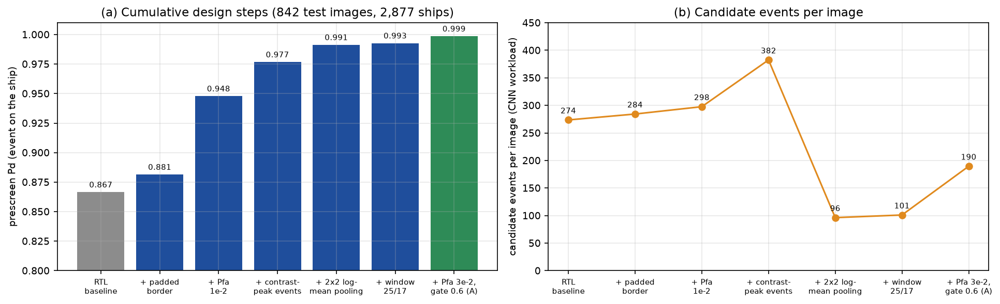 (a) Cumulative design steps (842 test images, 2,877 ships)
prescreen Pd (event on the ship)
1.000
0.975
0.950
0.925
0.900
0.875
0.850
0.825
0.800
0.867
0.881
0.948
0.977
0.991
0.993
0.999
RTL
baseline
+ padded
border
+ Pfa
1e-2
+ contrast-
peak events
+ 2x2 log-
mean pooling
+ window
25/17
+ Pfa 3e-2,
gate 0.6 (A)
(b) Candidate events per image
candidate events per image (CNN workload)
450
400
350
300
250
200
150
100
50
0
274
284
298
382
96
101
190
RTL
baseline
+ padded
border
+ Pfa
1e-2
+ contrast-
peak events
+ 2x2 log-
mean pooling
+ window
25/17
+ Pfa 3e-2,
gate 0.6 (A)